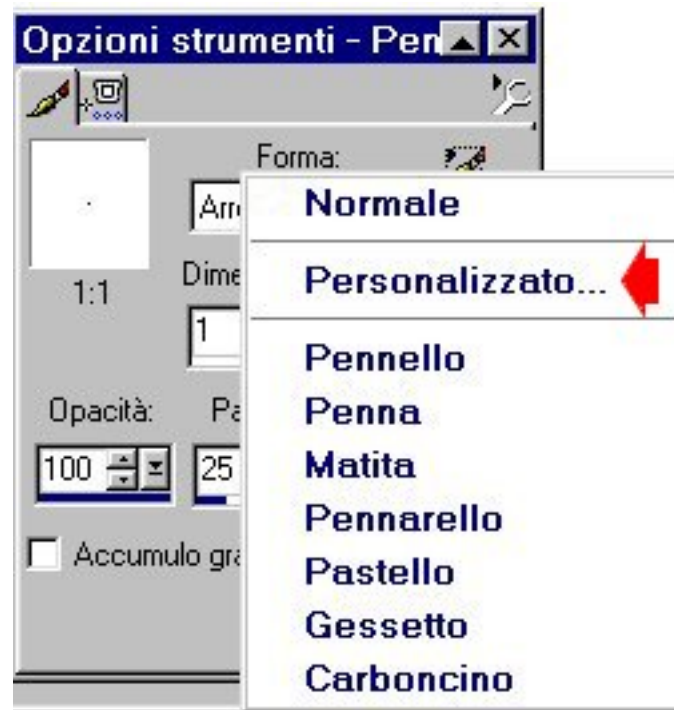 Opzioni strumenti - Pen
Forma:
Arr
1:1
Dime
1
Opacità:
Pa
100
25
Accumulo gra
Normale
Personalizzato...
Pennello
Penna
Matita
Pennarello
Pastello
Gessetto
Carboncino